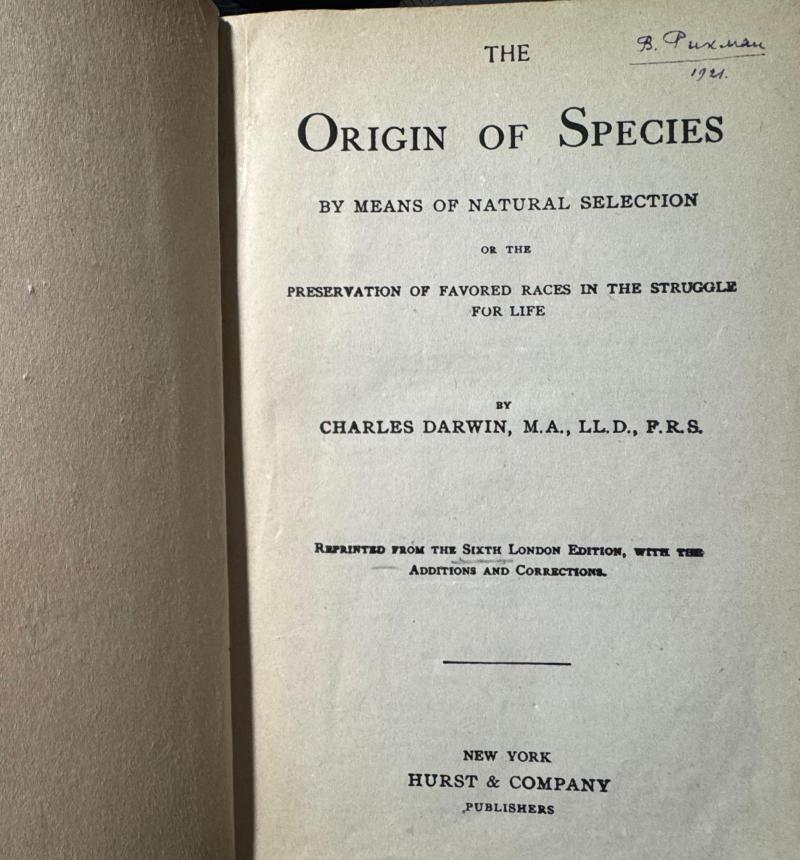 1921.
THE
ORIGIN OF SPECIES
BY MEANS OF NATURAL SELECTION
OR THE
PRESERVATION OF FAVORED RACES IN THE STRUGGLE
FOR LIFE
BY
CHARLES DARWIN, M.A., LL.D., F.R.S.
REPRINTED FROM THE SIXTH LONDON EDITION, WITH THE
ADDITIONS AND CORRECTIONS.
NEW YORK
HURST & COMPANY
PUBLISHERS